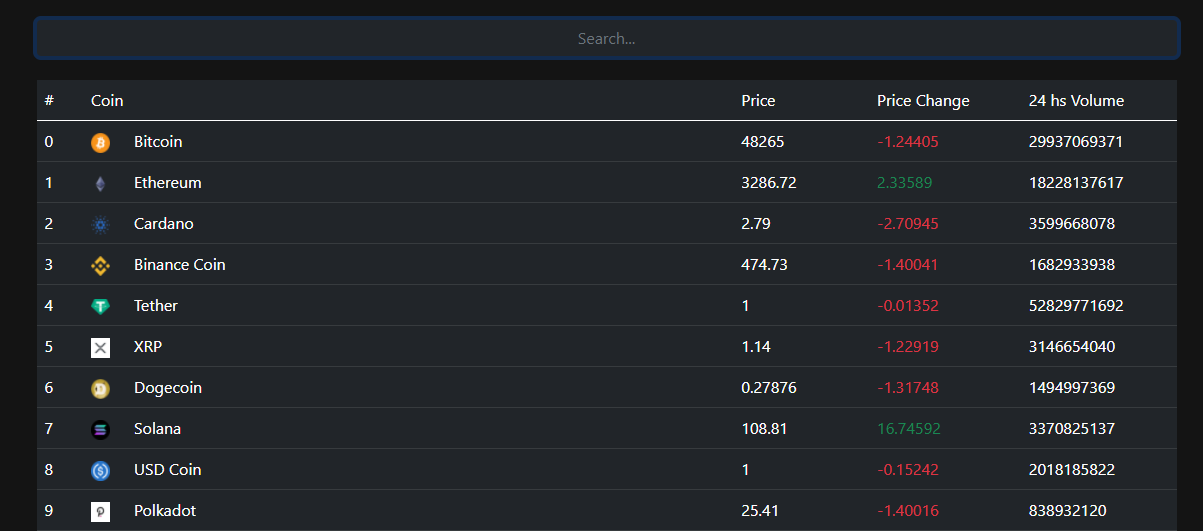 Search...
# Coin Price Price Change 24 hs Volume
0 Bitcoin 48265 -1.24405 29937069371
1 Ethereum 3286.72 2.33589 18228137617
2 Cardano 2.79 -2.70945 3599668078
3 Binance Coin 474.73 -1.40041 1682933938
4 Tether 1 -0.01352 52829771692
5 XRP 1.14 -1.22919 3146654040
6 Dogecoin 0.27876 -1.31748 1494997369
7 Solana 108.81 16.74592 3370825137
8 USD Coin 1 -0.15242 2018185822
9 Polkadot 25.41 -1.40016 838932120